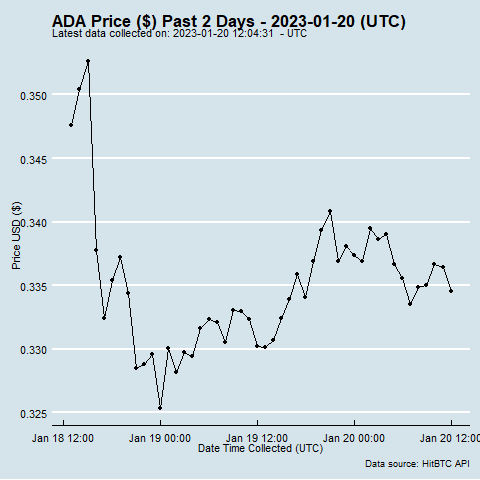 ADA Price ($) Past 2 Days - 2023-01-20 (UTC)
Latest data collected on: 2023-01-20 12:04:31  - UTC
0.350
0.345
0.340
0.335
0.330
0.325
Price USD ($)
Jan 18 12:00 Jan 19 00:00 Jan 19 12:00 Jan 20 00:00 Jan 20 12:00
Date Time Collected (UTC)
Data source: HitBTC API